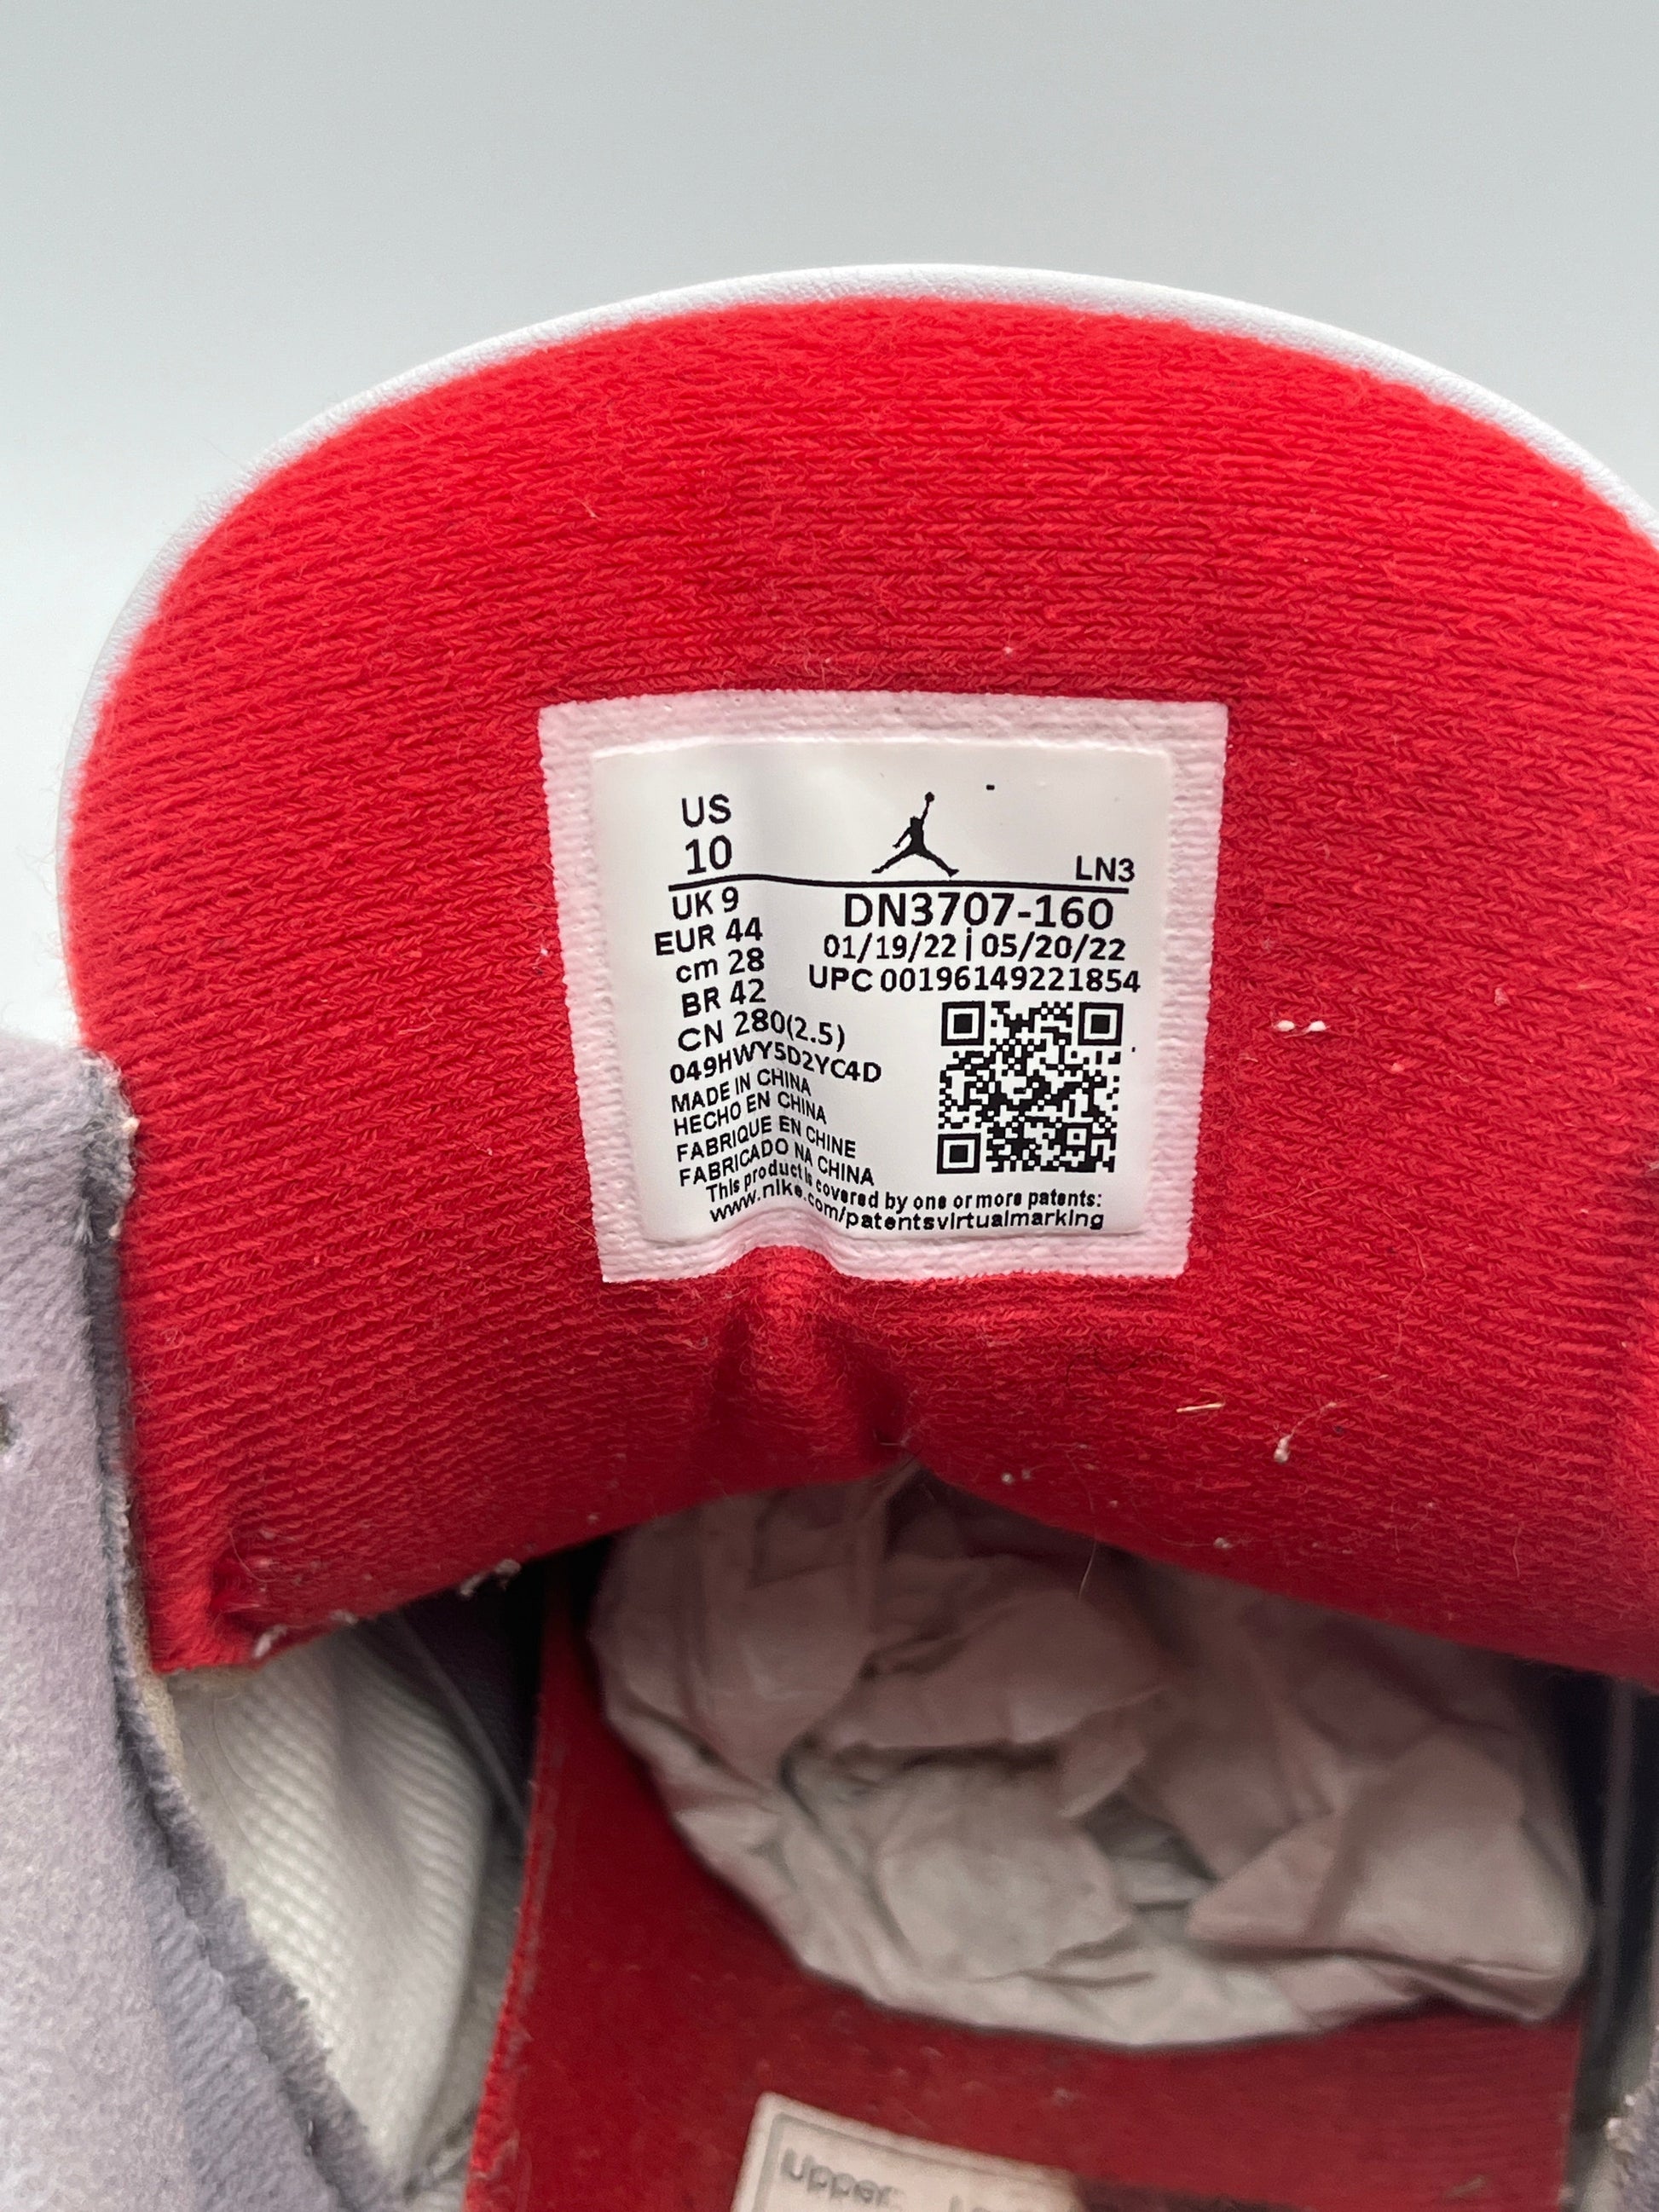 US
10
LN3
UK 9
DN3707-160
EUR 44
01/19/22 | 05/20/22
cm 28
UPC 00196149221854
BR 42
CN 280(2.5)
049HWY5D2YC4D
MADE IN CHINA
HECHO EN CHINA
FABRIQUE EN CHINE
FABRICADO NA CHINA
This product is covered by one or more patents:
www.nike.com/patentsvirtualmarking
Upper